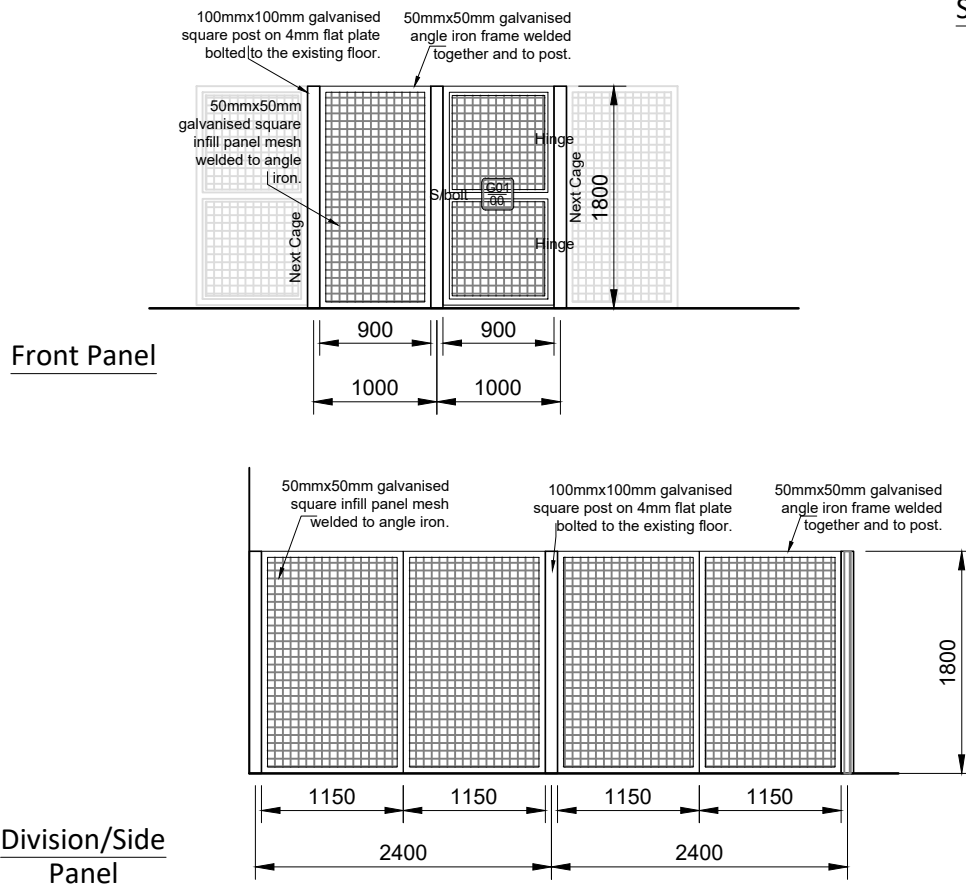 S
100mmx100mm galvanised
square post on 4mm flat plate
bolted to the existing floor.
50mmx50mm galvanised
angle iron frame welded
together and to post.
50mmx50mm
galvanised square
infill panel mesh
welded to angle
iron.
Next Cage
S/bolt
G01
00
Hinge
Hinge
Next Cage
1800
900
900
1000
1000
Front Panel
50mmx50mm galvanised
square infill panel mesh
welded to angle iron.
100mmx100mm galvanised
square post on 4mm flat plate
bolted to the existing floor.
50mmx50mm galvanised
angle iron frame welded
together and to post.
1800
1150
1150
1150
1150
2400
2400
Division/Side
Panel